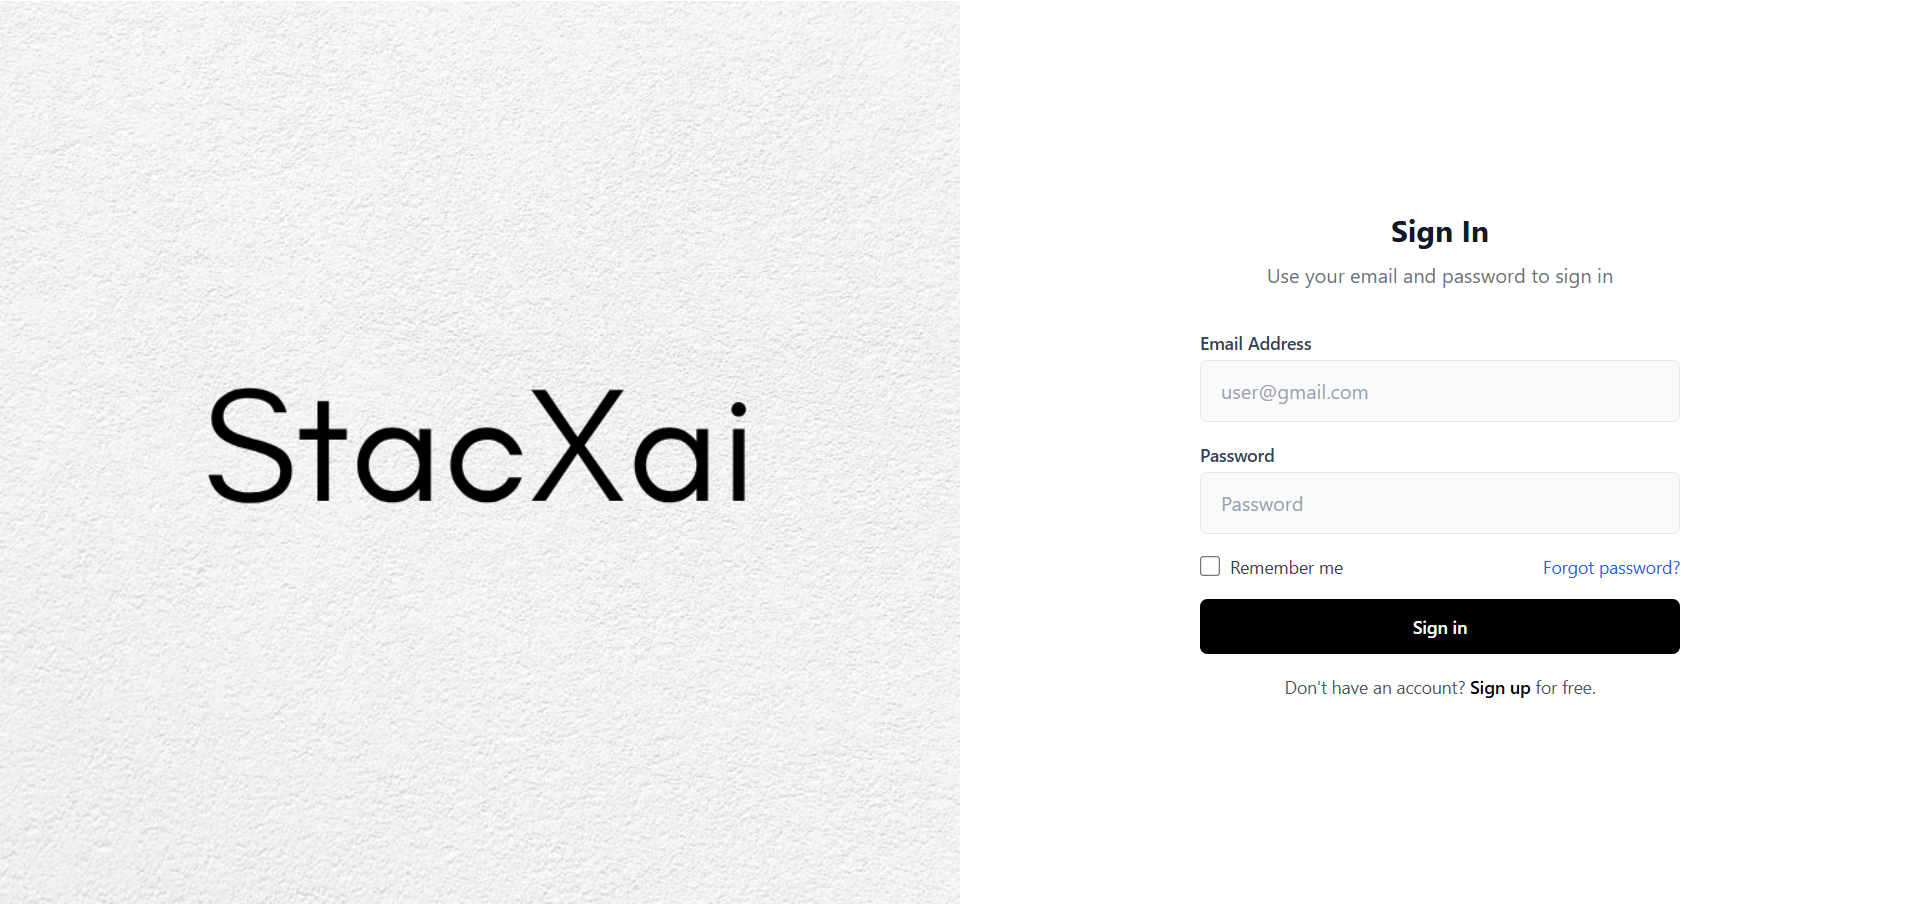 StacXai
Sign In
Use your email and password to sign in
Email Address
user@gmail.com
Password
Password
Remember me
Forgot password?
Sign in
Don't have an account? Sign up for free.